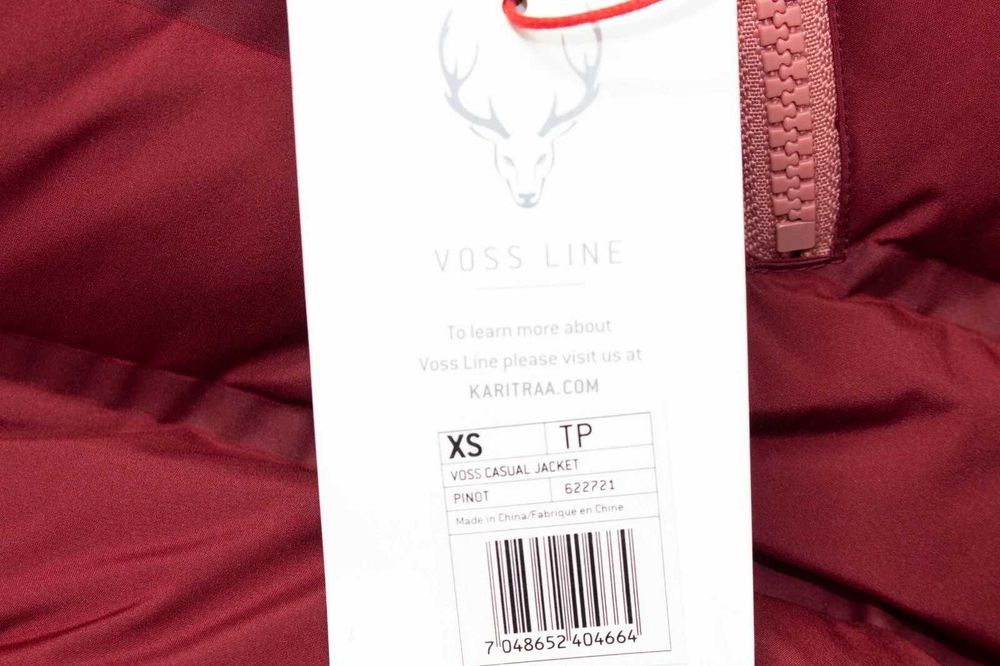 VOSS LINE
To learn more about
Voss Line please visit us at
KARITRAA.COM
XS TP
VOSS CASUAL JACKET
PINOT 622721
Made in China/Fabriqué en Chine
7 048652 404664